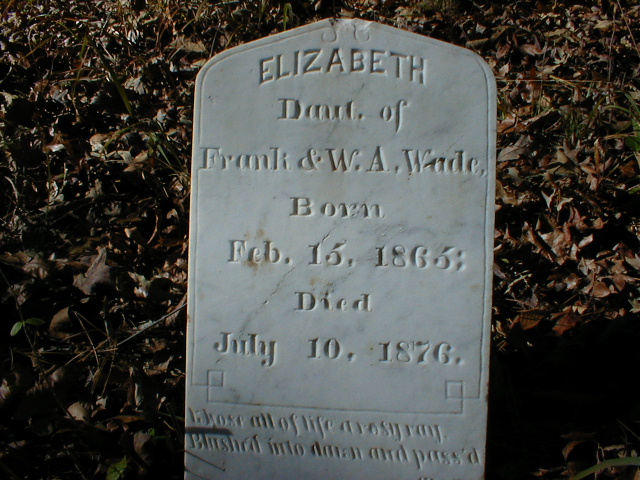 ELIZABETH
Daut. of
Frank & W. A. Wade,
Born
Feb. 15, 1865;
Died
July 10, 1876.
Whose all of life a rosy ray,
Blushed into dawn and pass'd